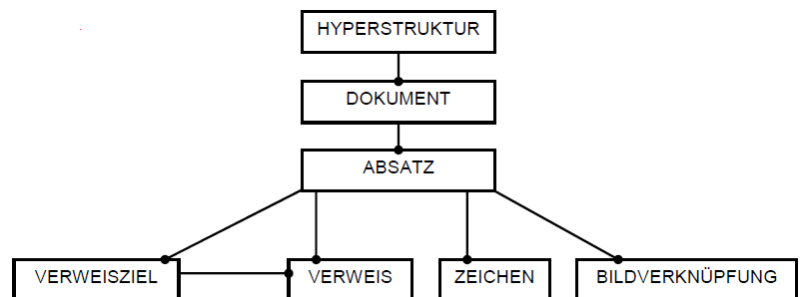 HYPERSTRUKTUR
DOKUMENT
ABSATZ
VERWEISZIEL
VERWEIS
ZEICHEN
BILDVERKNÜPFUNG